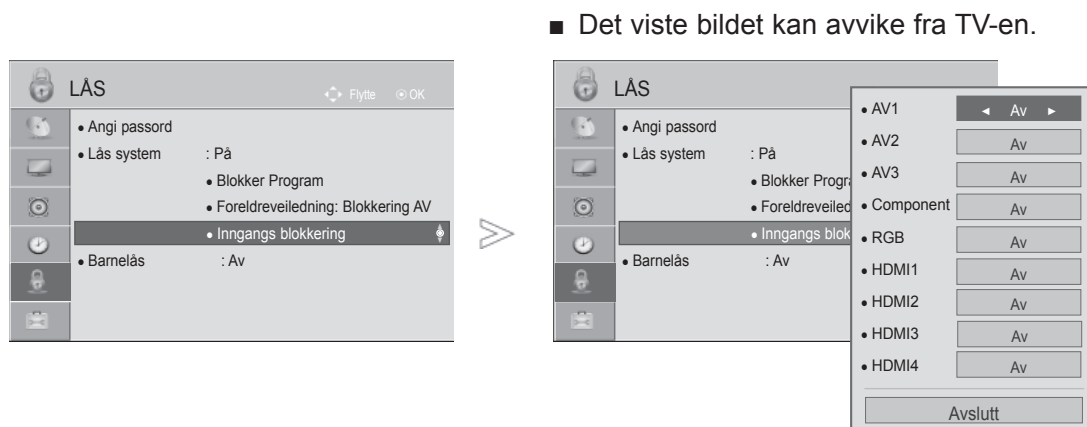 ■ Det viste bildet kan avvike fra TV-en.
LÅS
Flytte ⊙ OK
● Angi passord
● Lås system : På
● Blokker Program
● Foreldreveiledning: Blokkering AV
● Inngangs blokkering
● Barnelås : Av
LÅS
● Angi passord
● Lås system : På
● Blokker Progra
● Foreldreveiled
● Inngangs blok
● Barnelås : Av
● AV1 ◄ Av ►
● AV2 Av
● AV3 Av
● Component Av
● RGB Av
● HDMI1 Av
● HDMI2 Av
● HDMI3 Av
● HDMI4 Av
Avslutt